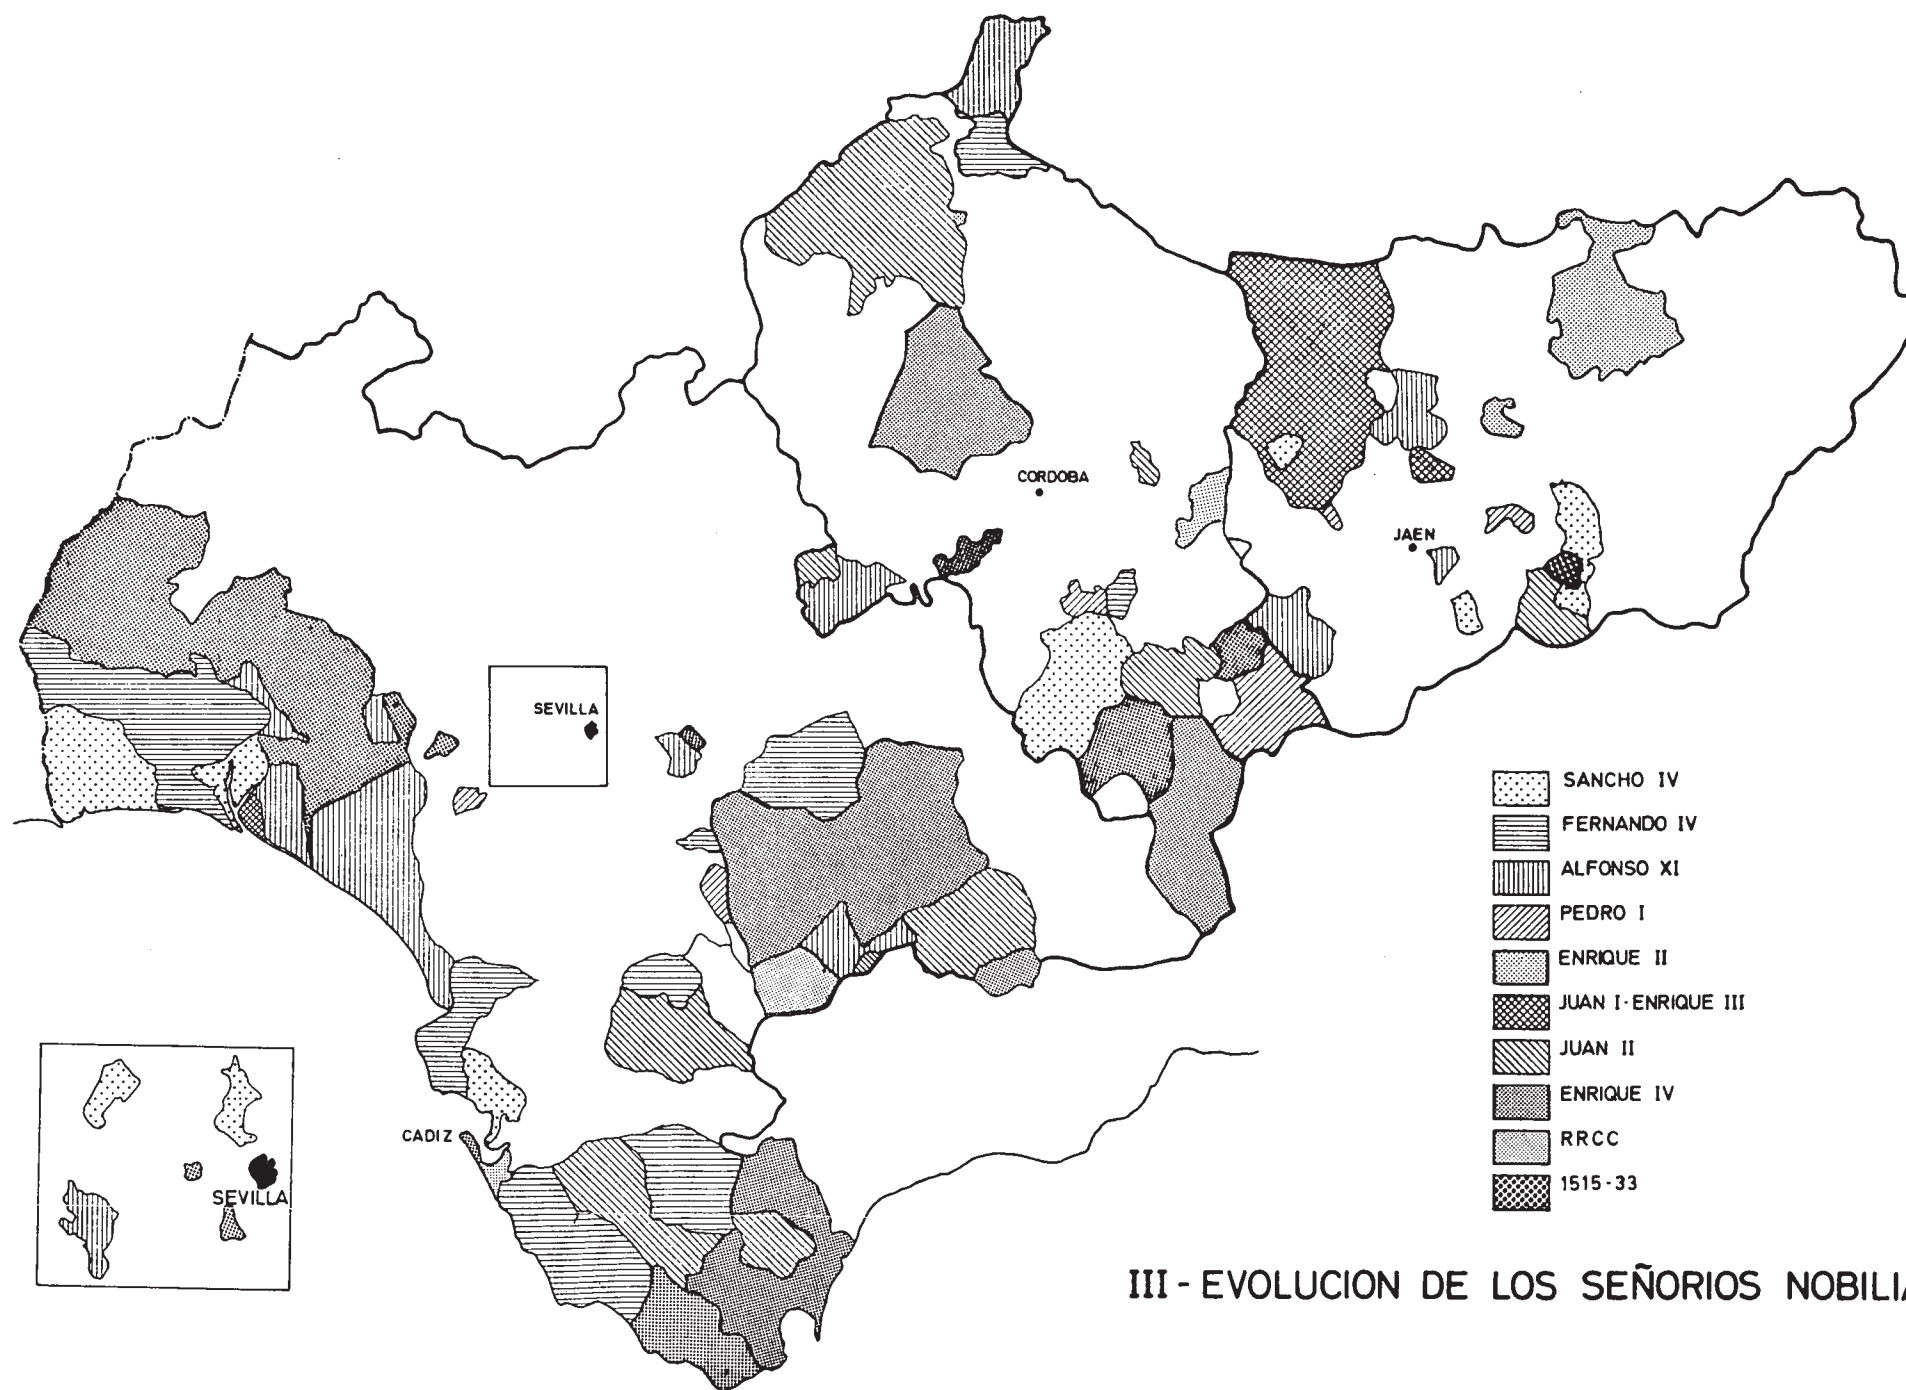 CORDOBA
JAEN
SEVILLA
CADIZ
SEVILLA
SANCHO IV
FERNANDO IV
ALFONSO XI
PEDRO I
ENRIQUE II
JUAN I-ENRIQUE III
JUAN II
ENRIQUE IV
RRCC
1515-33
III - EVOLUCION DE LOS SEÑORIOS